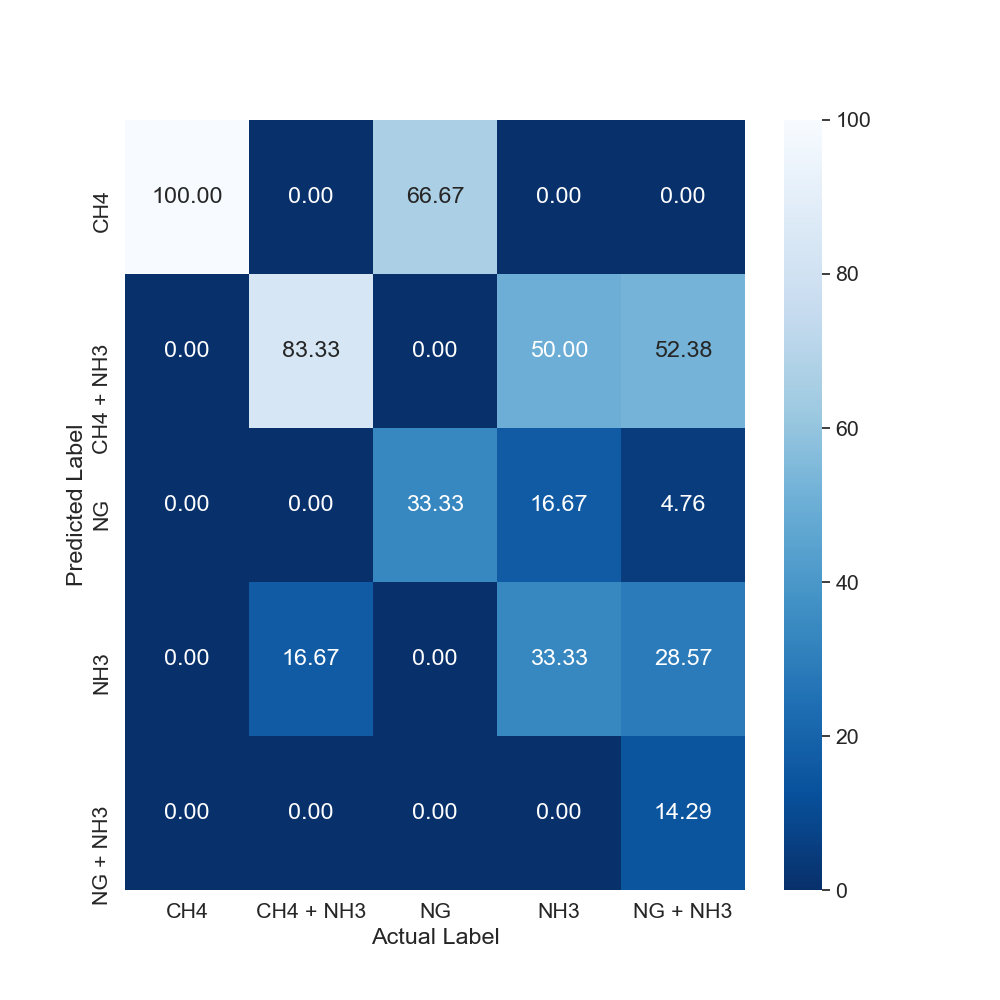 CH4 100.00 0.00 66.67 0.00 0.00
CH4 + NH3 0.00 83.33 0.00 50.00 52.38
NG 0.00 0.00 33.33 16.67 4.76
NH3 0.00 16.67 0.00 33.33 28.57
NG + NH3 0.00 0.00 0.00 0.00 14.29
Predicted Label
CH4 CH4 + NH3 NG NH3 NG + NH3
Actual Label
100
80
60
40
20
0